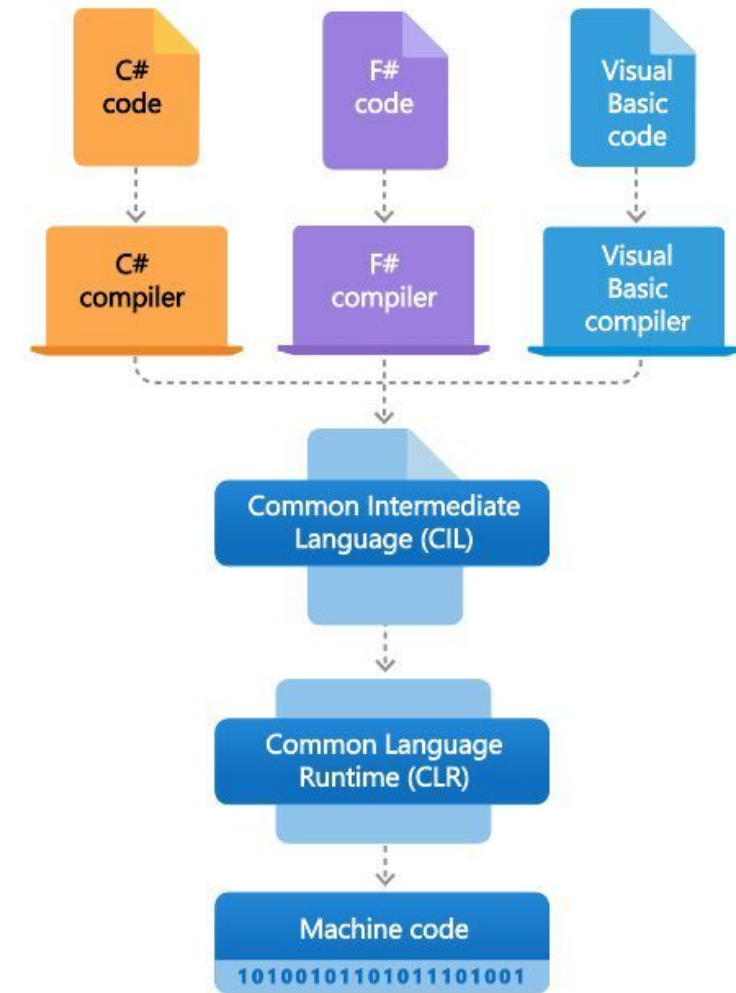 C#
code
F#
code
Visual
Basic
code
C#
compiler
F#
compiler
Visual
Basic
compiler
Common Intermediate
Language (CIL)
Common Language
Runtime (CLR)
Machine code
10100101101011101001